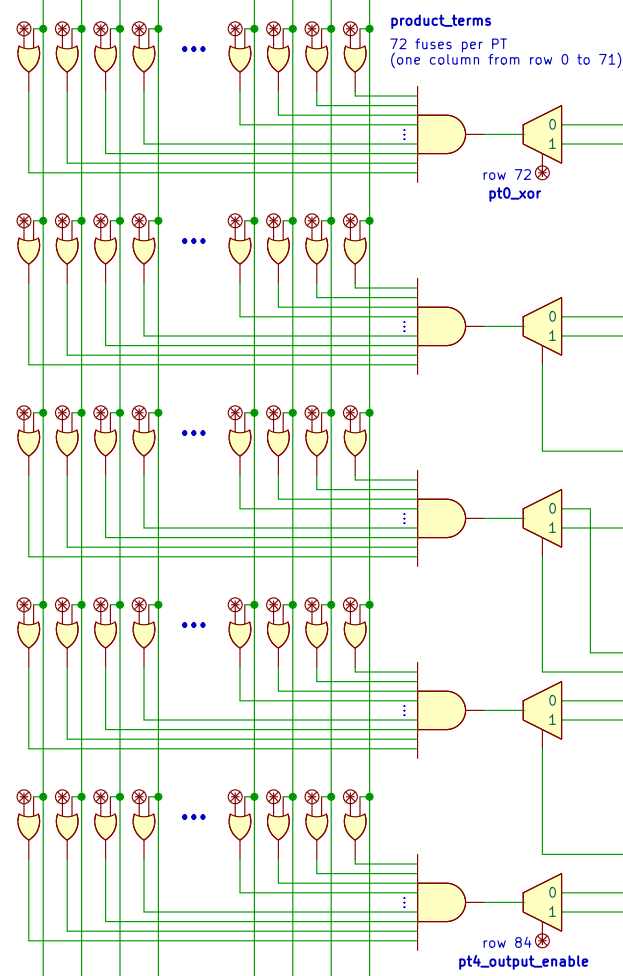 product_terms
72 fuses per PT
(one column from row 0 to 71)
0
1
row 72
pt0_xor
0
1
0
1
0
1
0
1
row 84
pt4_output_enable